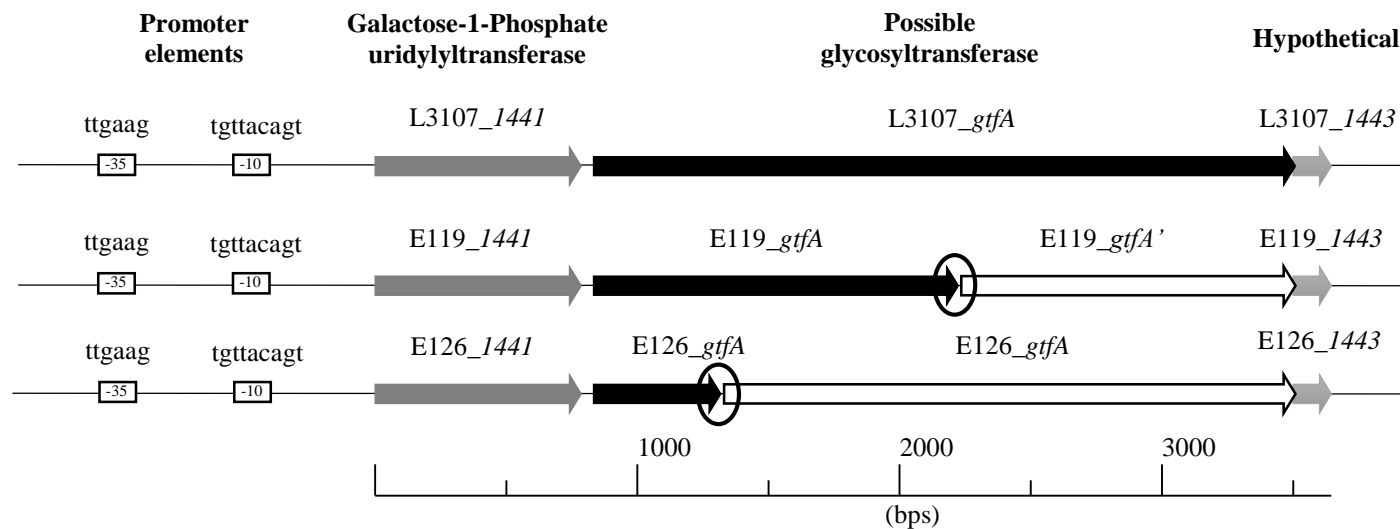 Promoter
elements
Galactose-1-Phosphate
uridylyltransferase
Possible
glycosyltransferase
Hypothetical
ttgaag
tgttacagt
L3107_1441
L3107_gtfA
L3107_1443
-35
-10
ttgaag
tgttacagt
E119_1441
E119_gtfA
E119_gtfA’
E119_1443
-35
-10
ttgaag
tgttacagt
E126_1441
E126_gtfA
E126_gtfA
E126_1443
-35
-10
1000
2000
3000
(bps)